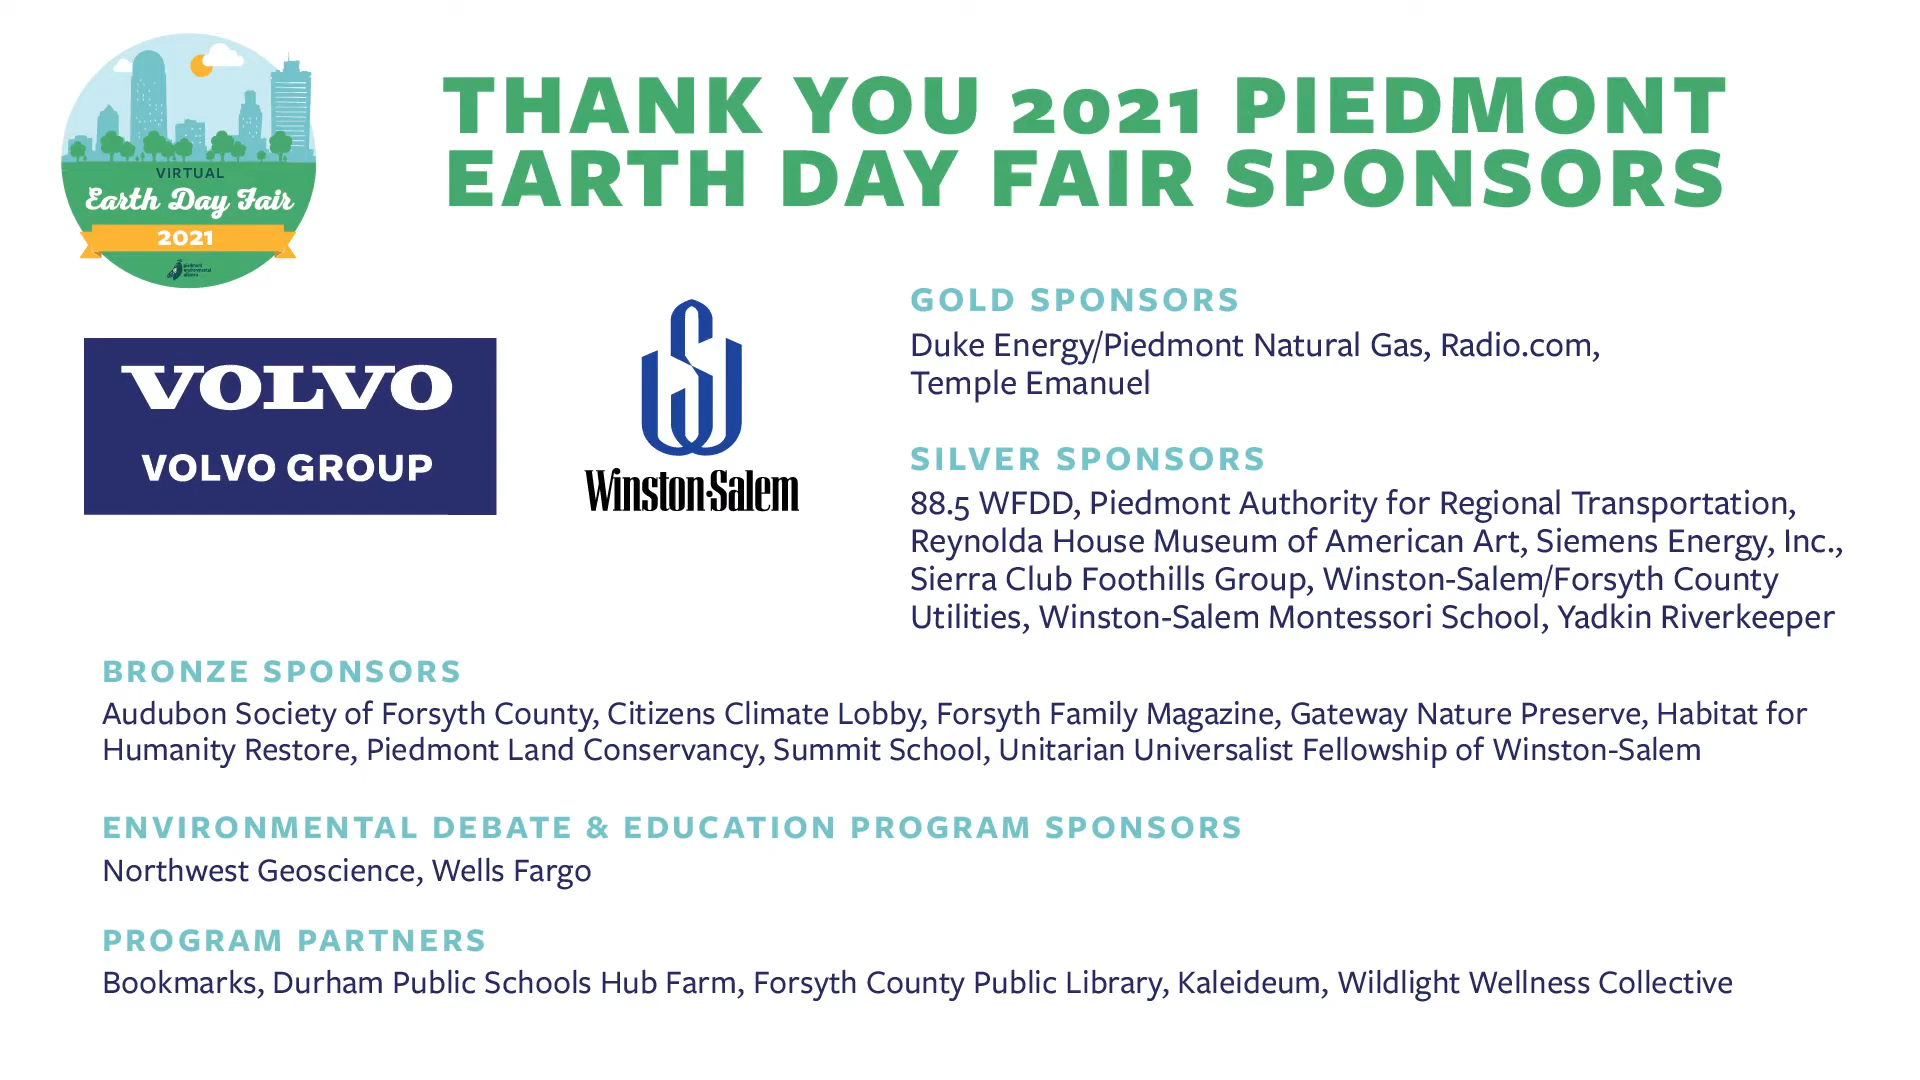 VIRTUAL
Earth Day Fair
2021
piedmont
environmental
alliance
THANK YOU 2021 PIEDMONT
EARTH DAY FAIR SPONSORS
VOLVO
VOLVO GROUP
Winston-Salem
GOLD SPONSORS
Duke Energy/Piedmont Natural Gas, Radio.com,
Temple Emanuel
SILVER SPONSORS
88.5 WFDD, Piedmont Authority for Regional Transportation,
Reynolda House Museum of American Art, Siemens Energy, Inc.,
Sierra Club Foothills Group, Winston-Salem/Forsyth County
Utilities, Winston-Salem Montessori School, Yadkin Riverkeeper
BRONZE SPONSORS
Audubon Society of Forsyth County, Citizens Climate Lobby, Forsyth Family Magazine, Gateway Nature Preserve, Habitat for
Humanity Restore, Piedmont Land Conservancy, Summit School, Unitarian Universalist Fellowship of Winston-Salem
ENVIRONMENTAL DEBATE & EDUCATION PROGRAM SPONSORS
Northwest Geoscience, Wells Fargo
PROGRAM PARTNERS
Bookmarks, Durham Public Schools Hub Farm, Forsyth County Public Library, Kaleideum, Wildlight Wellness Collective